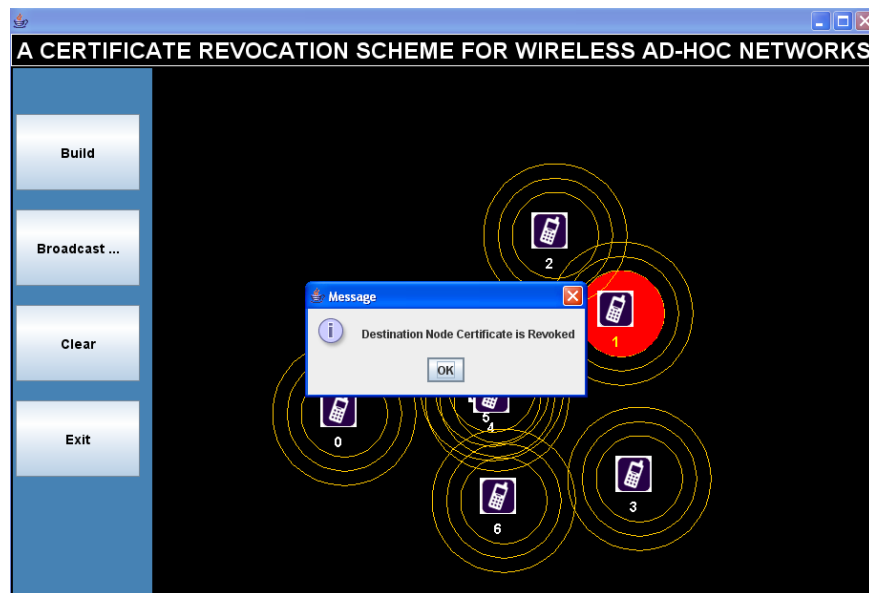 A CERTIFICATE REVOCATION SCHEME FOR WIRELESS AD-HOC NETWORKS
Build
Broadcast ...
Clear
Exit
2
1
Message
Destination Node Certificate is Revoked
OK
0
5
4
3
6